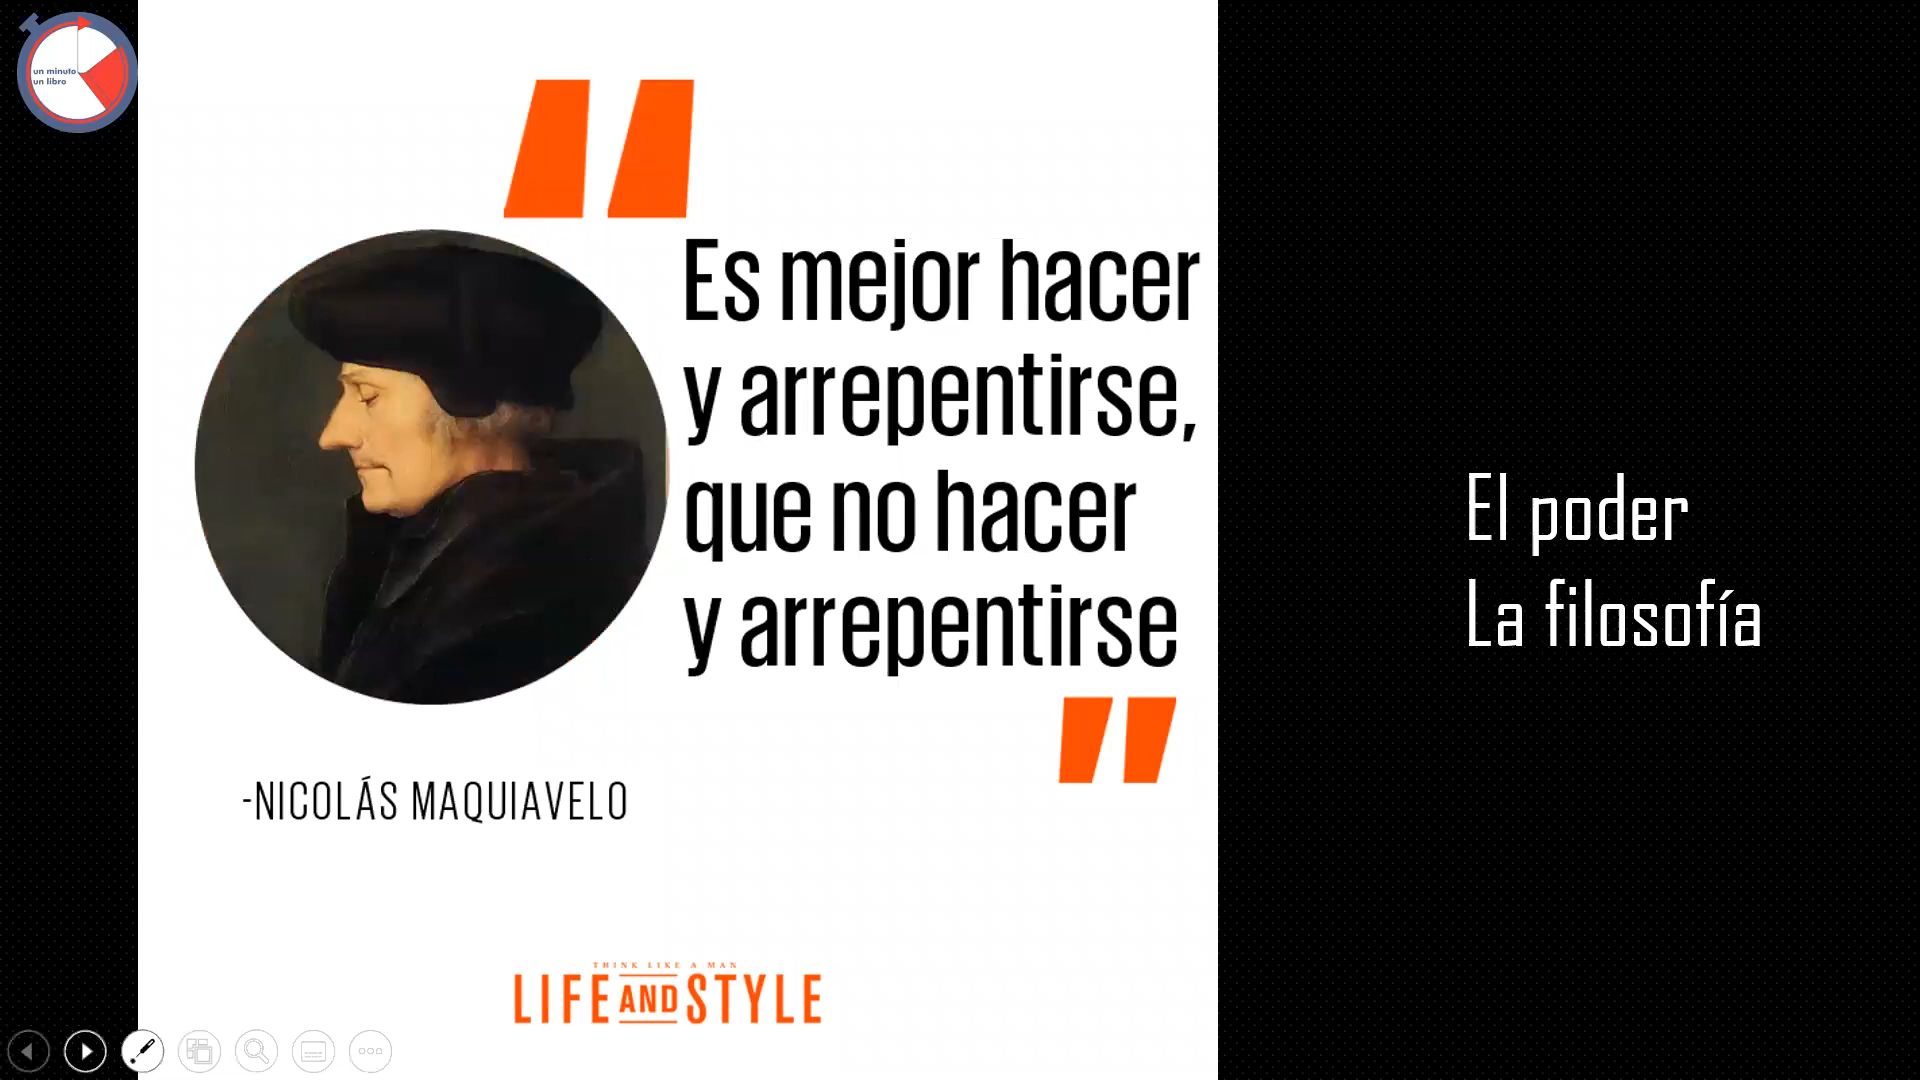 un minuto
un libro
Es mejor hacer
y arrepentirse,
que no hacer
y arrepentirse
-NICOLÁS MAQUIAVELO
THINK LIKE A MAN
LIFE AND STYLE
El poder
La filosofía